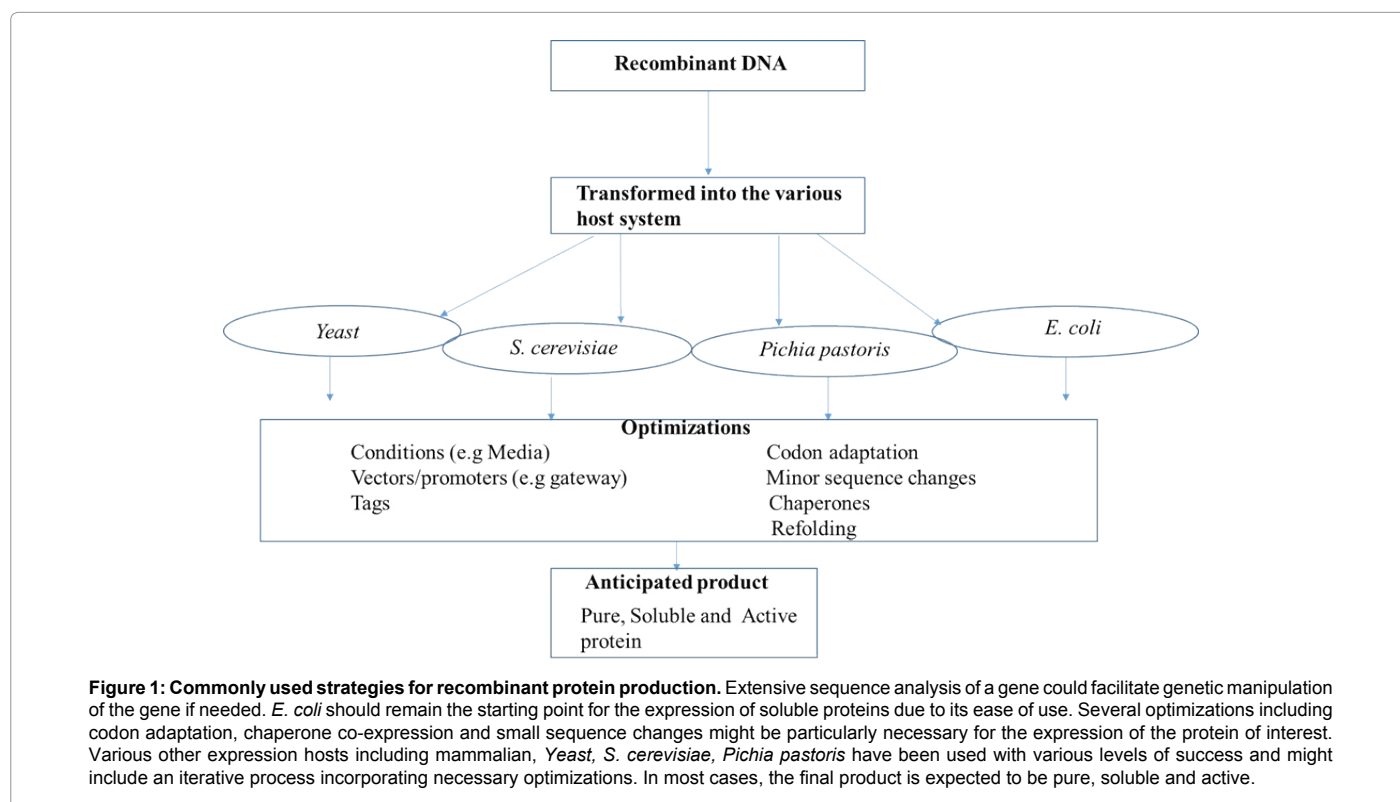 Recombinant DNA
Transformed into the various
host system
Yeast
S. cerevisiae
Pichia pastoris
E. coli
Optimizations
Conditions (e.g Media)
Vectors/promoters (e.g gateway)
Tags
Codon adaptation
Minor sequence changes
Chaperones
Refolding
Anticipated product
Pure, Soluble and Active
protein
Figure 1: Commonly used strategies for recombinant protein production. Extensive sequence analysis of a gene could facilitate genetic manipulation
of the gene if needed. E. coli should remain the starting point for the expression of soluble proteins due to its ease of use. Several optimizations including
codon adaptation, chaperone co-expression and small sequence changes might be particularly necessary for the expression of the protein of interest.
Various other expression hosts including mammalian, Yeast, S. cerevisiae, Pichia pastoris have been used with various levels of success and might
include an iterative process incorporating necessary optimizations. In most cases, the final product is expected to be pure, soluble and active.